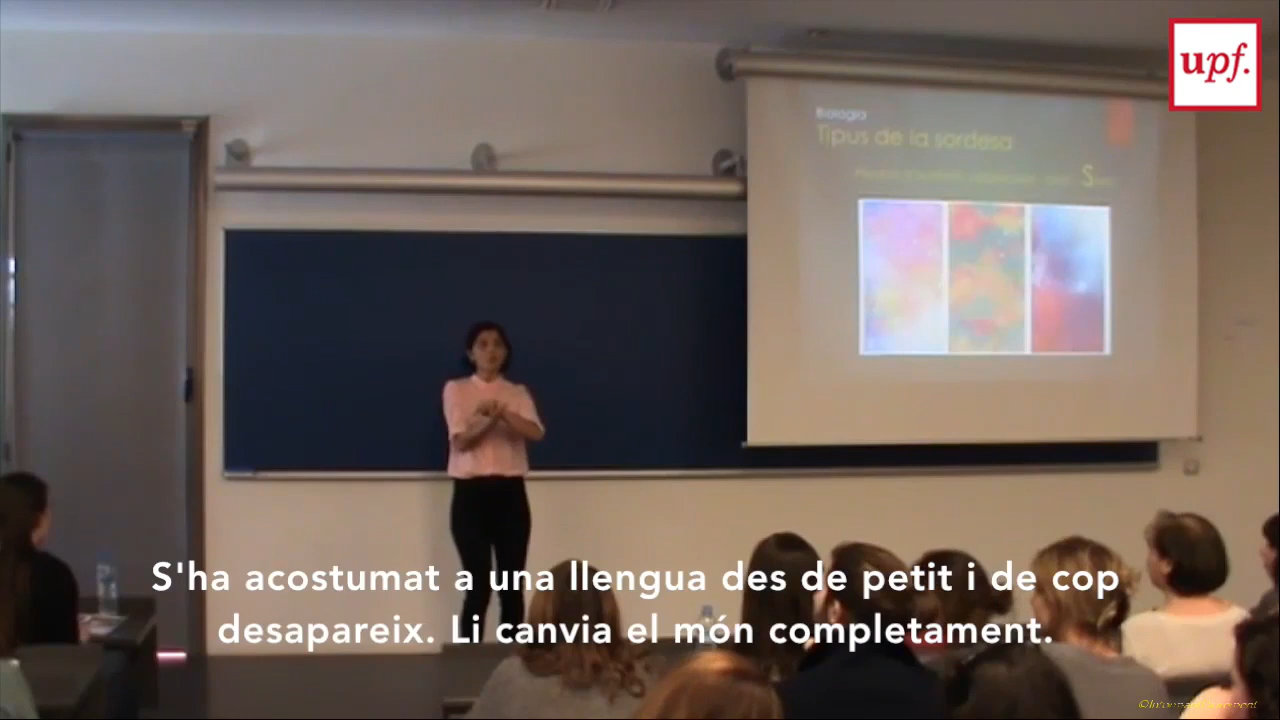 upf.
Biologia
Tipus de la sordesa
S'ha acostumat a una llengua des de petit i de cop
desapareix. Li canvia el món completament.